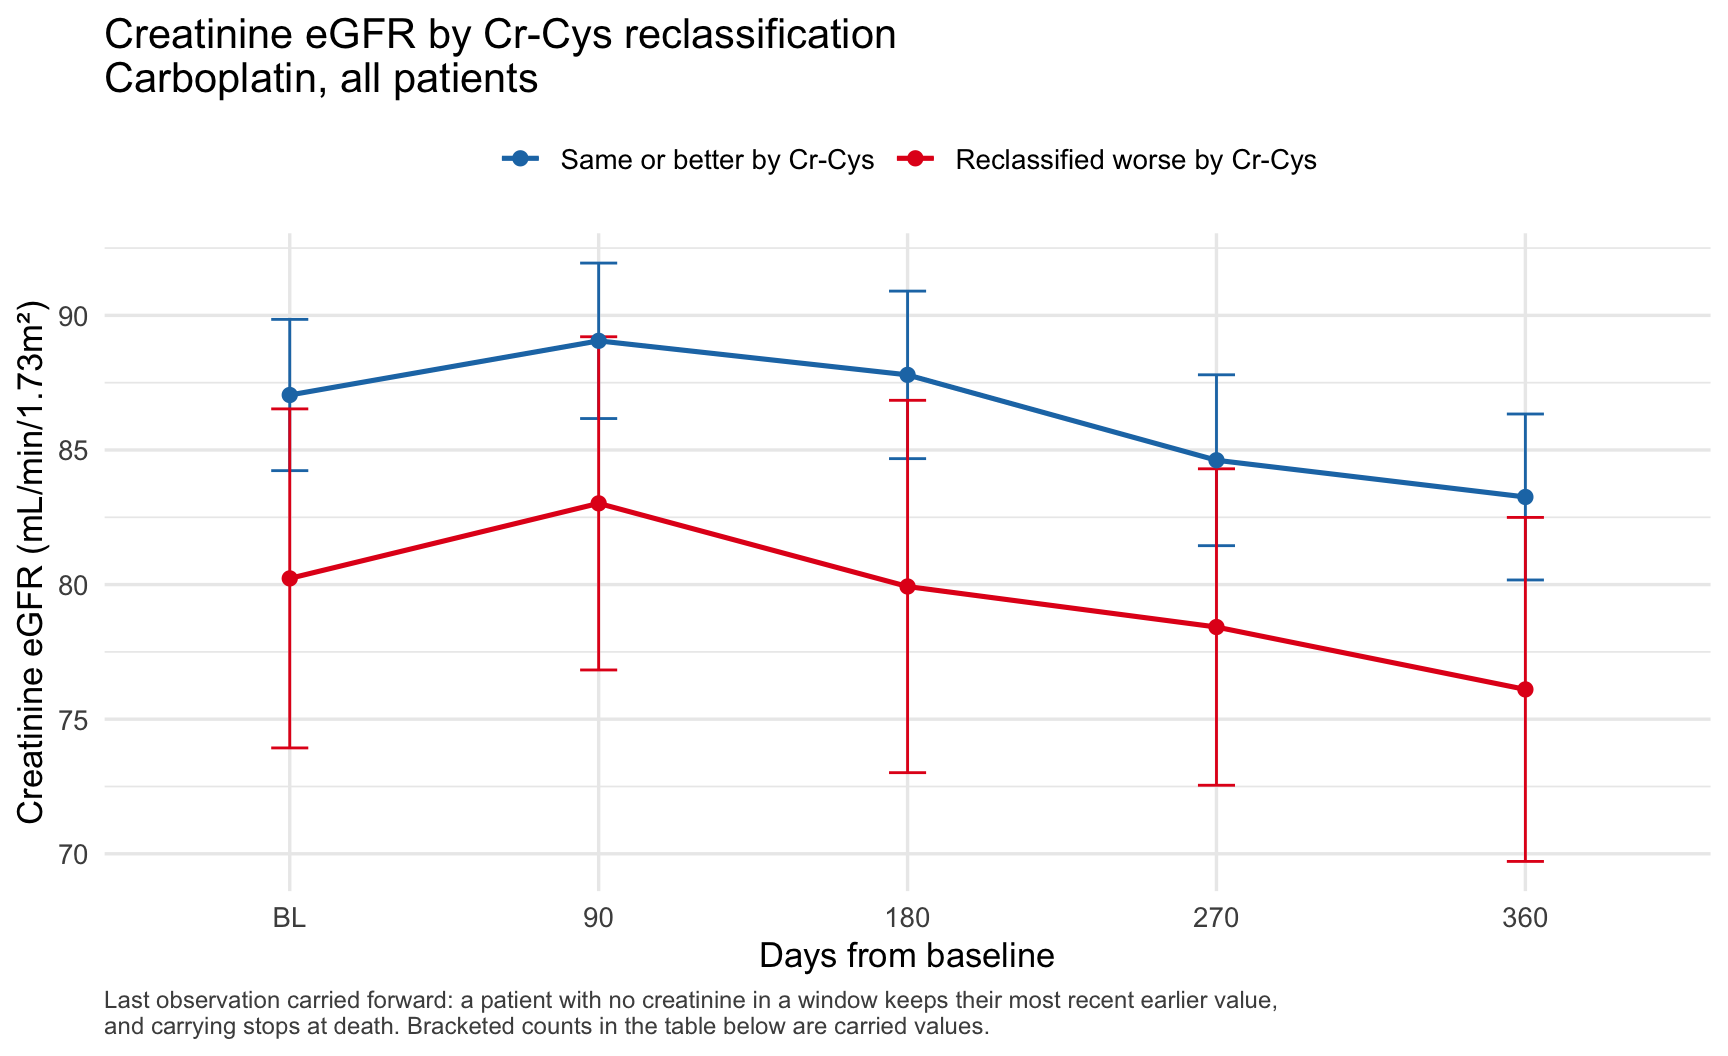 Creatinine eGFR by Cr-Cys reclassification
Carboplatin, all patients
Same or better by Cr-Cys
Reclassified worse by Cr-Cys
Creatinine eGFR (mL/min/1.73m²)
90
85
80
75
70
BL
90
180
270
360
Days from baseline
Last observation carried forward: a patient with no creatinine in a window keeps their most recent earlier value,
and carrying stops at death. Bracketed counts in the table below are carried values.